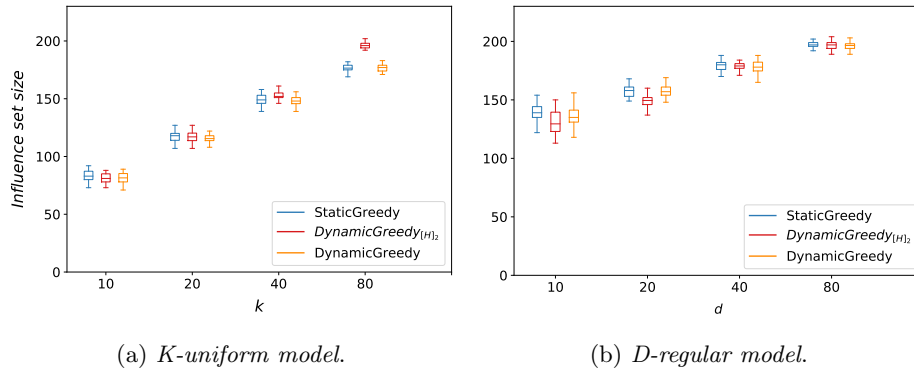 200
150
100
50
0
Influence set size
10 20 40 80
k
StaticGreedy
DynamicGreedy[H]2
DynamicGreedy
(a) K-uniform model.
200
150
100
50
0
10 20 40 80
d
StaticGreedy
DynamicGreedy[H]2
DynamicGreedy
(b) D-regular model.